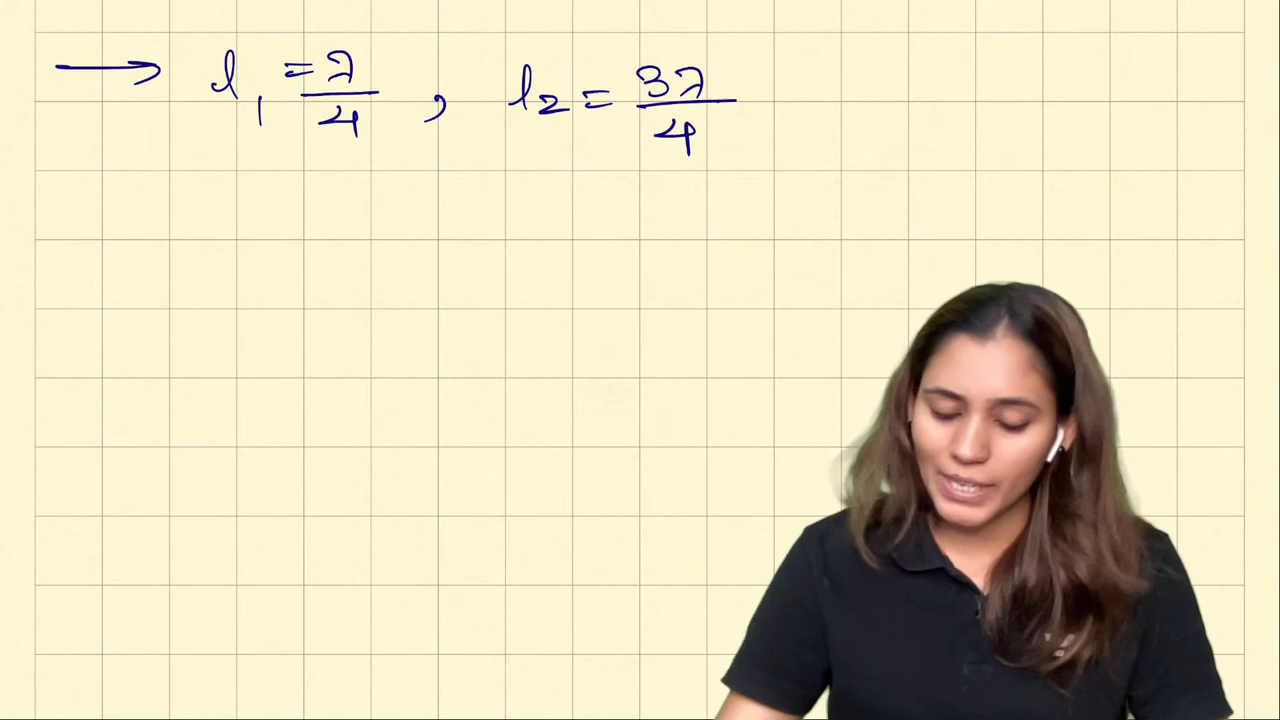 → l₁ = λ/4 , l₂ = 3λ/4